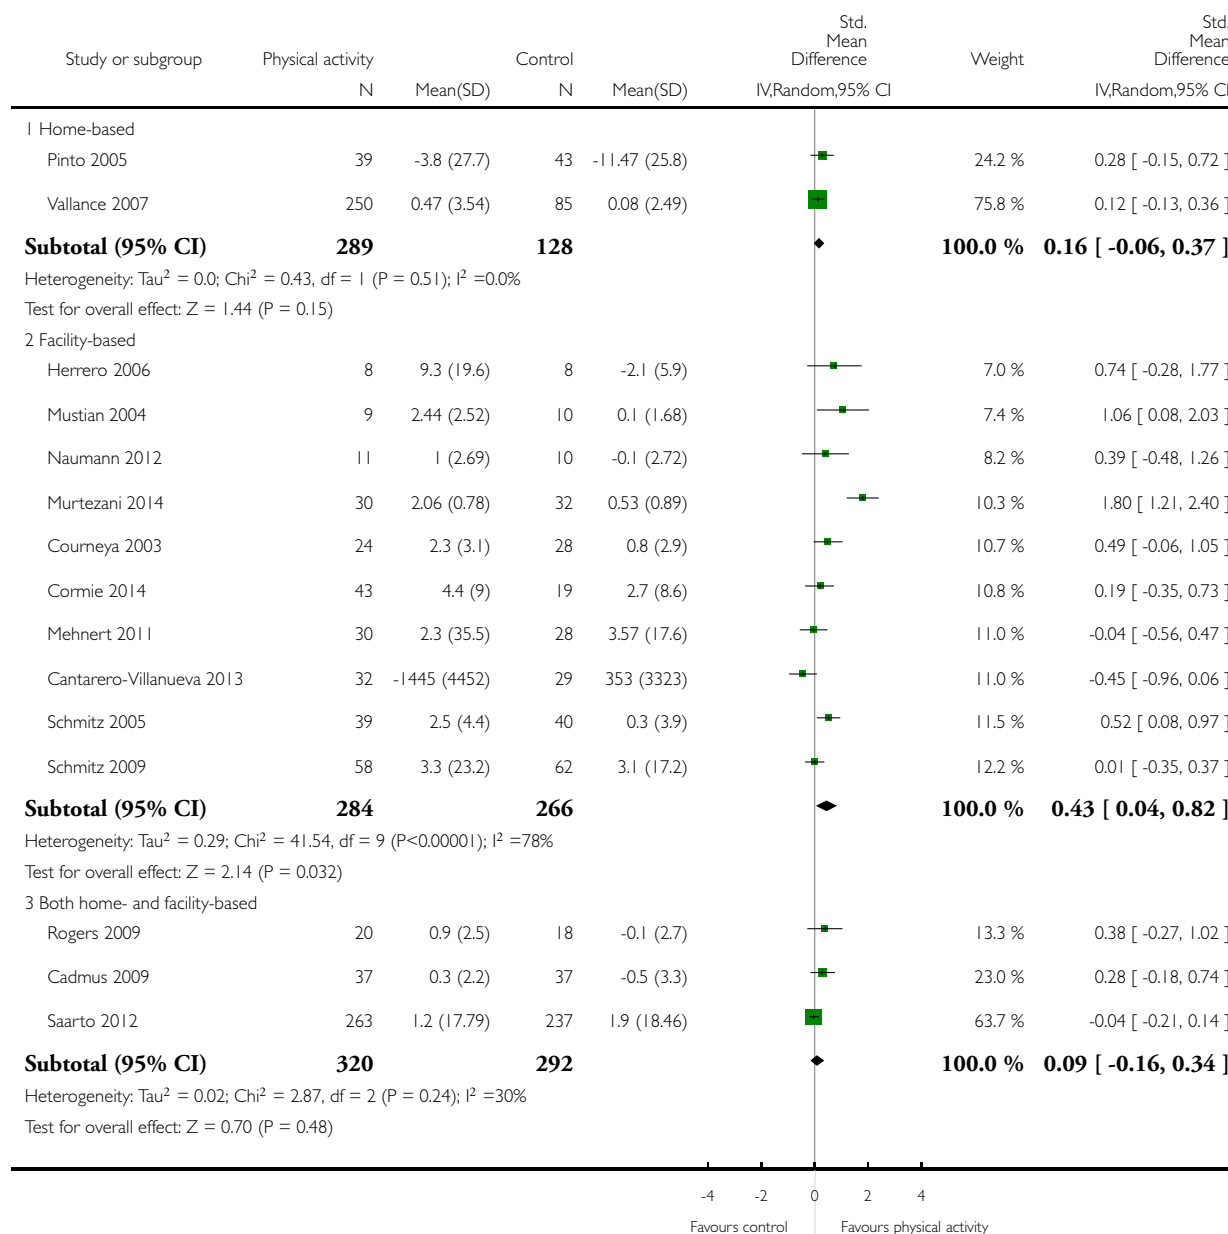 Std. Mean Difference Std. Mean Difference
Study or subgroup Physical activity Control Weight
N Mean(SD) N Mean(SD) IV,Random,95% CI IV,Random,95% CI
1 Home-based
Pinto 2005 39 -3.8 (27.7) 43 -11.47 (25.8) 24.2 % 0.28 [ -0.15, 0.72 ]
Vallance 2007 250 0.47 (3.54) 85 0.08 (2.49) 75.8 % 0.12 [ -0.13, 0.36 ]
Subtotal (95% CI) 289 128 100.0 % 0.16 [ -0.06, 0.37 ]
Heterogeneity: Tau² = 0.0; Chi² = 0.43, df = 1 (P = 0.51); I² =0.0%
Test for overall effect: Z = 1.44 (P = 0.15)
2 Facility-based
Herrero 2006 8 9.3 (19.6) 8 -2.1 (5.9) 7.0 % 0.74 [ -0.28, 1.77 ]
Mustian 2004 9 2.44 (2.52) 10 0.1 (1.68) 7.4 % 1.06 [ 0.08, 2.03 ]
Naumann 2012 11 1 (2.69) 10 -0.1 (2.72) 8.2 % 0.39 [ -0.48, 1.26 ]
Murtezani 2014 30 2.06 (0.78) 32 0.53 (0.89) 10.3 % 1.80 [ 1.21, 2.40 ]
Courneya 2003 24 2.3 (3.1) 28 0.8 (2.9) 10.7 % 0.49 [ -0.06, 1.05 ]
Cormie 2014 43 4.4 (9) 19 2.7 (8.6) 10.8 % 0.19 [ -0.35, 0.73 ]
Mehnert 2011 30 2.3 (35.5) 28 3.57 (17.6) 11.0 % -0.04 [ -0.56, 0.47 ]
Cantarero-Villanueva 2013 32 -1445 (4452) 29 353 (3323) 11.0 % -0.45 [ -0.96, 0.06 ]
Schmitz 2005 39 2.5 (4.4) 40 0.3 (3.9) 11.5 % 0.52 [ 0.08, 0.97 ]
Schmitz 2009 58 3.3 (23.2) 62 3.1 (17.2) 12.2 % 0.01 [ -0.35, 0.37 ]
Subtotal (95% CI) 284 266 100.0 % 0.43 [ 0.04, 0.82 ]
Heterogeneity: Tau² = 0.29; Chi² = 41.54, df = 9 (P<0.00001); I² =78%
Test for overall effect: Z = 2.14 (P = 0.032)
3 Both home- and facility-based
Rogers 2009 20 0.9 (2.5) 18 -0.1 (2.7) 13.3 % 0.38 [ -0.27, 1.02 ]
Cadmus 2009 37 0.3 (2.2) 37 -0.5 (3.3) 23.0 % 0.28 [ -0.18, 0.74 ]
Saarto 2012 263 1.2 (17.79) 237 1.9 (18.46) 63.7 % -0.04 [ -0.21, 0.14 ]
Subtotal (95% CI) 320 292 100.0 % 0.09 [ -0.16, 0.34 ]
Heterogeneity: Tau² = 0.02; Chi² = 2.87, df = 2 (P = 0.24); I² =30%
Test for overall effect: Z = 0.70 (P = 0.48)
-4 -2 0 2 4
Favours control Favours physical activity